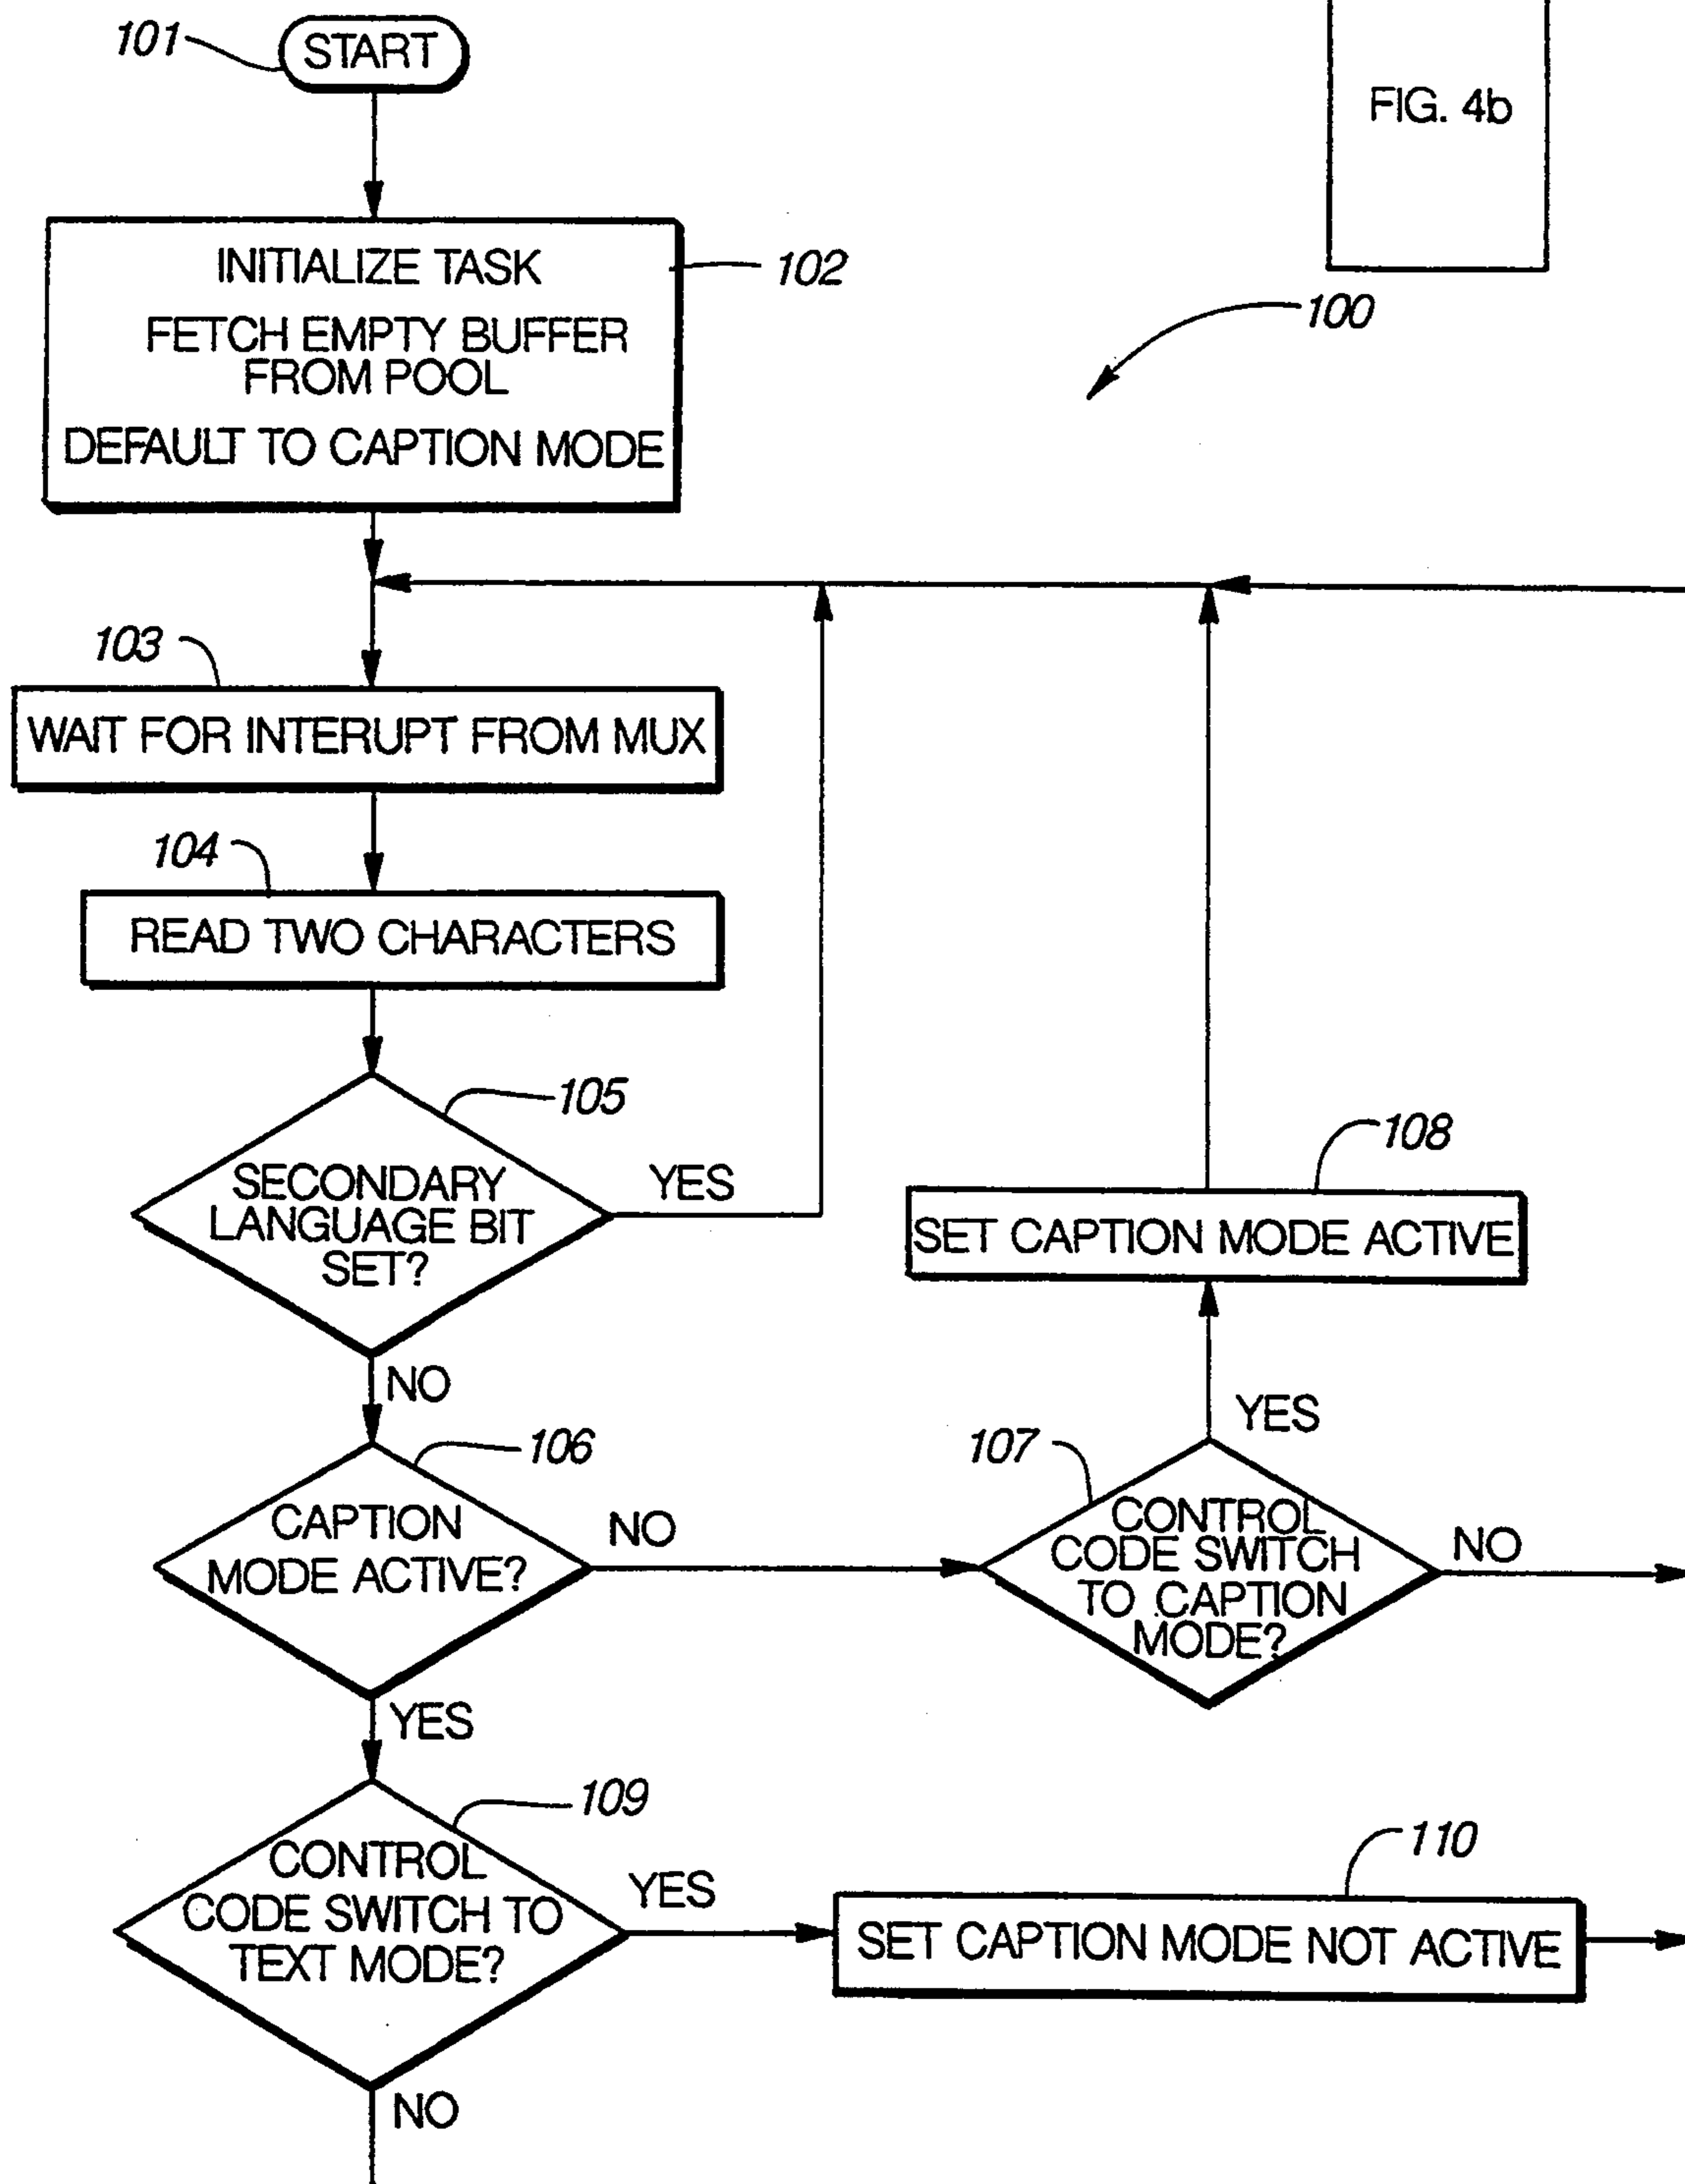 101
START
FIG. 4b
INITIALIZE TASK
FETCH EMPTY BUFFER
FROM POOL
DEFAULT TO CAPTION MODE
102
100
103
WAIT FOR INTERUPT FROM MUX
104
READ TWO CHARACTERS
105
SECONDARY
LANGUAGE BIT
SET?
YES
NO
108
SET CAPTION MODE ACTIVE
YES
106
CAPTION
MODE ACTIVE?
NO
YES
107
CONTROL
CODE SWITCH
TO CAPTION
MODE?
NO
109
CONTROL
CODE SWITCH TO
TEXT MODE?
YES
NO
110
SET CAPTION MODE NOT ACTIVE